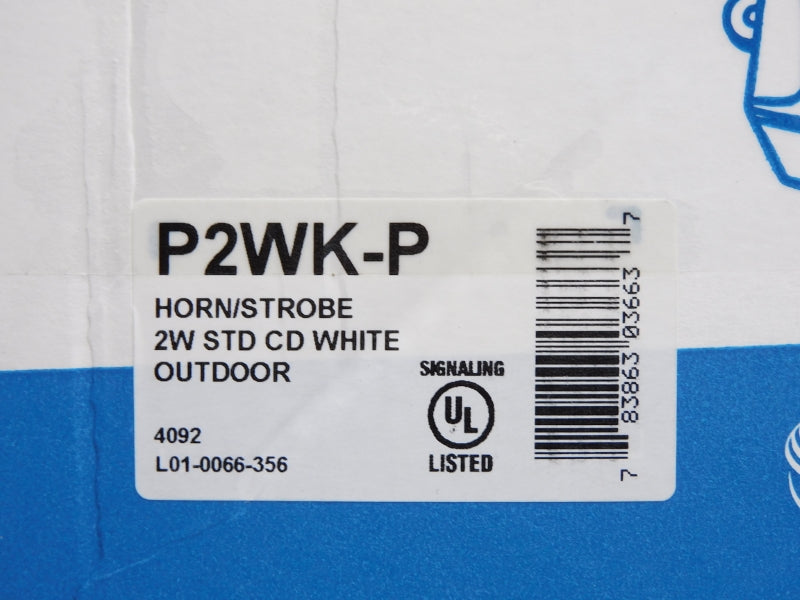 P2WK-P
HORN/STROBE
2W STD CD WHITE
OUTDOOR
4092
L01-0066-356
SIGNALING
UL
LISTED
7 83863 03663 7